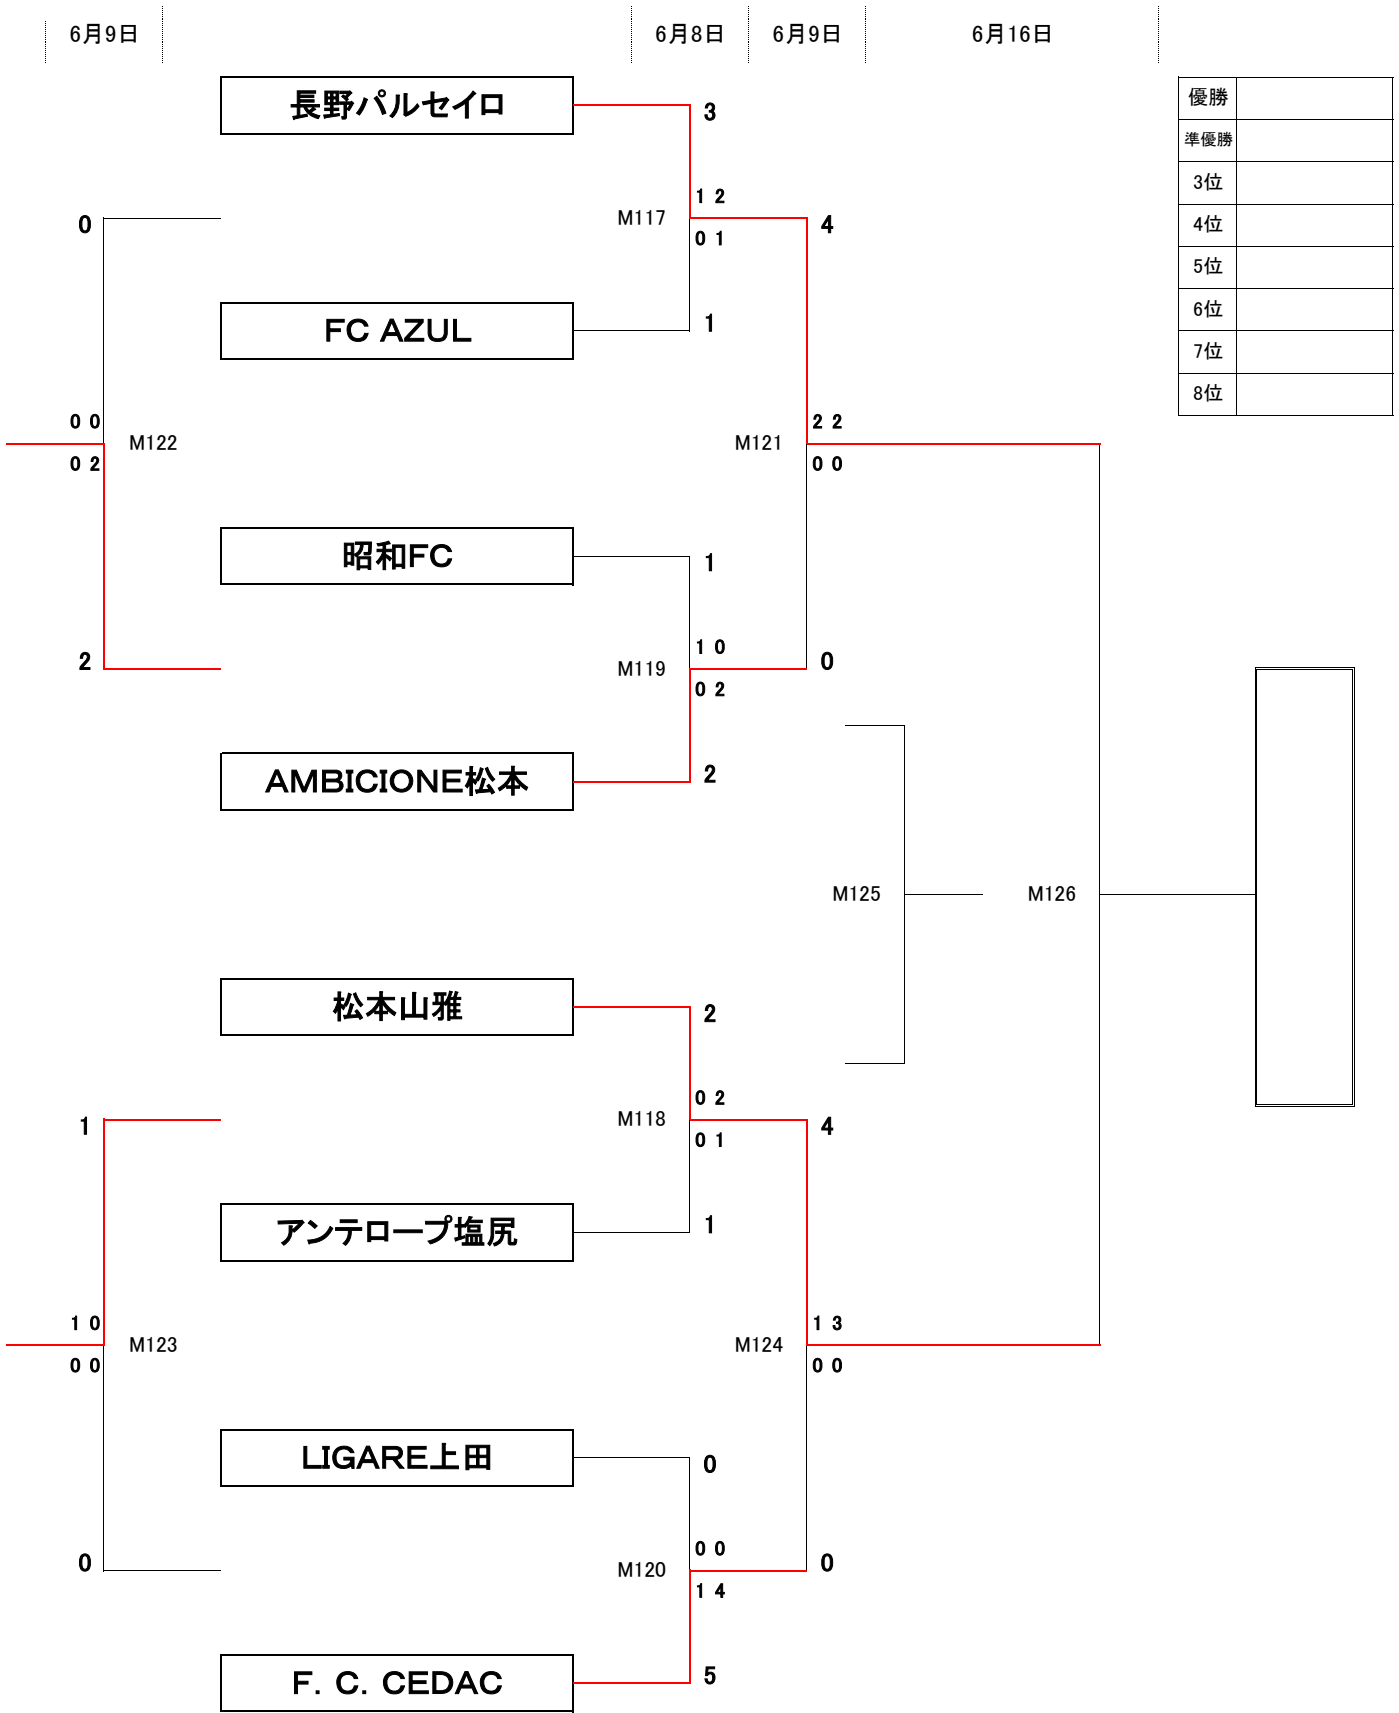 6月9日
6月8日
6月9日
6月16日
長野パルセイロ
3
優勝
準優勝
3位
4位
5位
6位
7位
8位
1 2
M117
0 1
0
4
FC AZUL
1
0 0
M122
0 2
M121
2 2
0 0
昭和FC
1
1 0
M119
0 2
2
0
AMBICIONE松本
2
M125
M126
松本山雅
2
0 2
M118
0 1
1
4
アンテロープ塩尻
1
1 0
M123
0 0
M124
1 3
0 0
LIGARE上田
0
0 0
M120
1 4
0
0
F. C. CEDAC
5